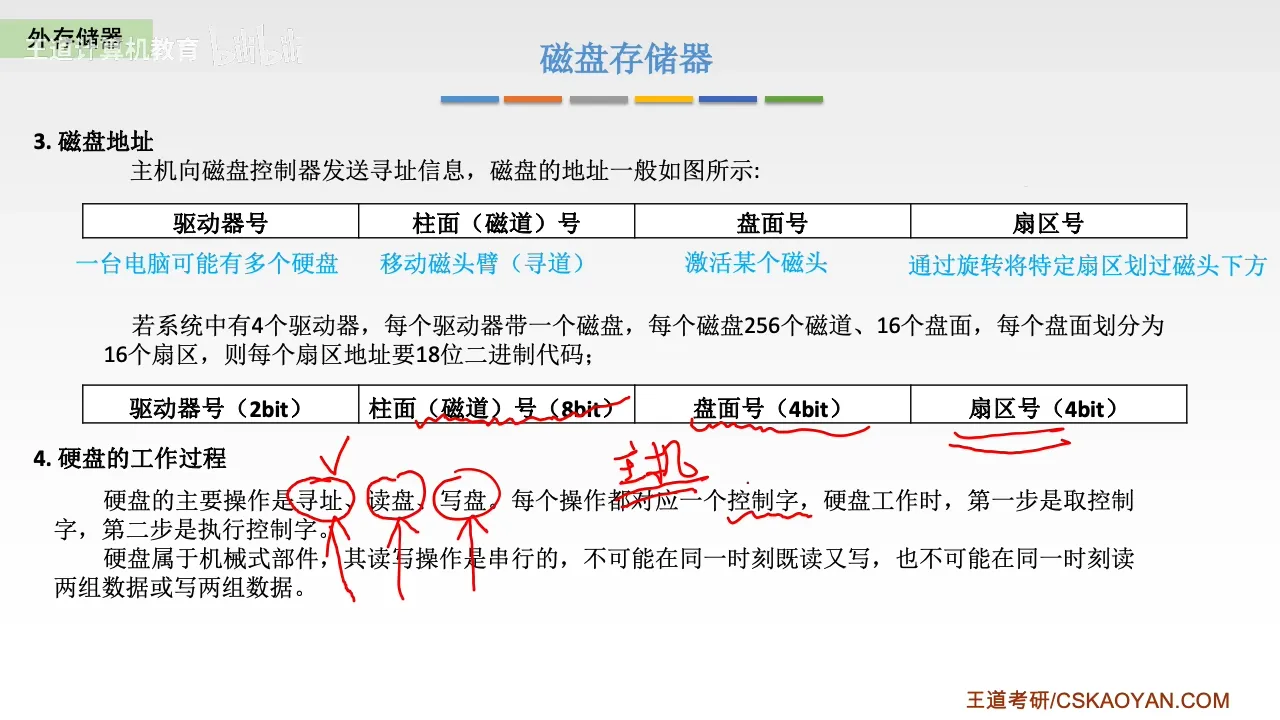 外存储器
王道计算机教育 bilibili
磁盘存储器
3. 磁盘地址
主机向磁盘控制器发送寻址信息，磁盘的地址一般如图所示:
驱动器号 柱面（磁道）号 盘面号 扇区号
一台电脑可能有多个硬盘 移动磁头臂（寻道） 激活某个磁头 通过旋转将特定扇区划过磁头下方
若系统中有4个驱动器，每个驱动器带一个磁盘，每个磁盘256个磁道、16个盘面，每个盘面划分为
16个扇区，则每个扇区地址要18位二进制代码；
驱动器号（2bit） 柱面（磁道）号（8bit） 盘面号（4bit） 扇区号（4bit）
4. 硬盘的工作过程
主机
硬盘的主要操作是寻址、读盘、写盘。每个操作都对应一个控制字，硬盘工作时，第一步是取控制
字，第二步是执行控制字。
硬盘属于机械式部件，其读写操作是串行的，不可能在同一时刻既读又写，也不可能在同一时刻读
两组数据或写两组数据。
王道考研/CSKAOYAN.COM